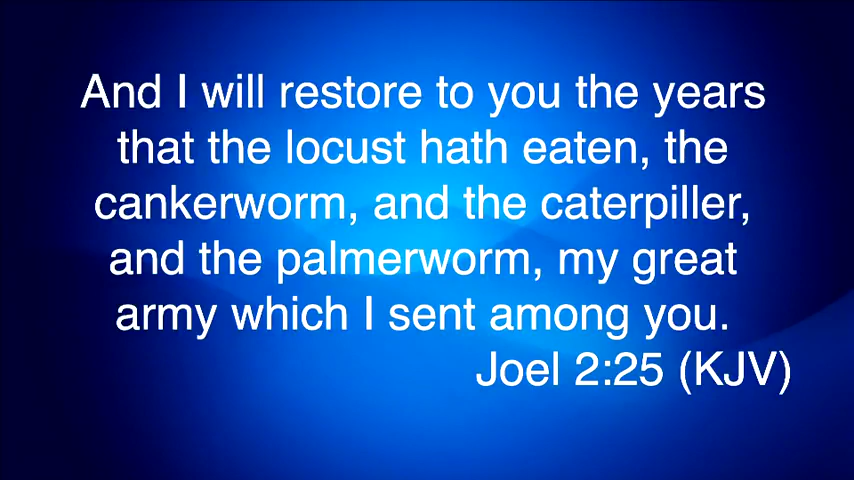 And I will restore to you the years
that the locust hath eaten, the
cankerworm, and the caterpiller,
and the palmerworm, my great
army which I sent among you.
Joel 2:25 (KJV)